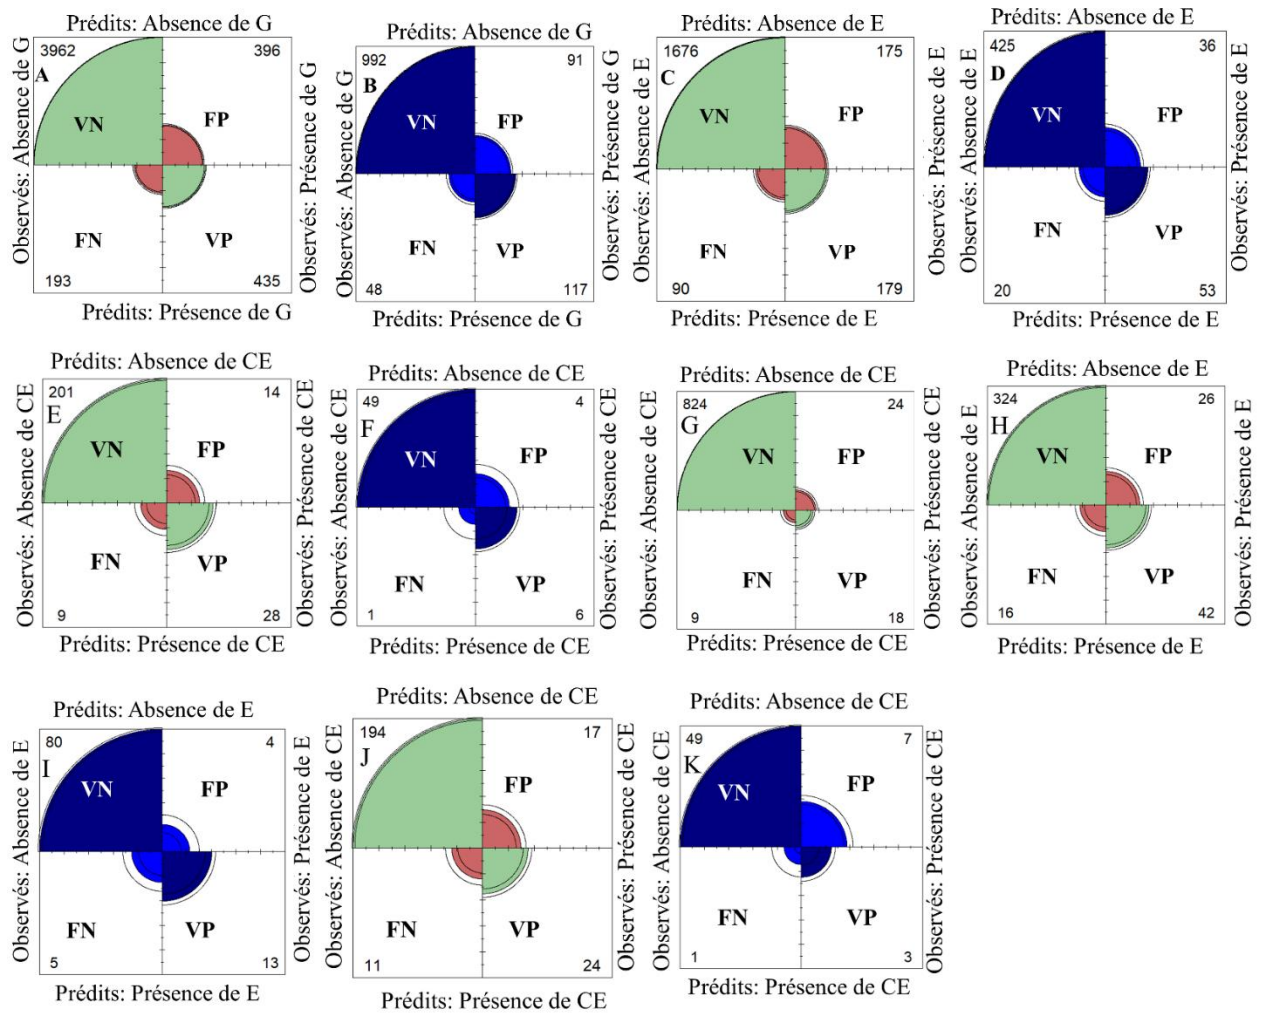 Prédits: Absence de G
Observés: Absence de G
3962
396
A
VN
FP
FN
VP
193
435
Observés: Présence de G
Prédits: Présence de G
Prédits: Absence de G
Observés: Absence de G
992
91
B
VN
FP
FN
VP
48
117
Observés: Présence de G
Prédits: Présence de G
Prédits: Absence de E
Observés: Absence de E
1676
175
C
VN
FP
FN
VP
90
179
Observés: Présence de E
Prédits: Présence de E
Prédits: Absence de E
Observés: Absence de E
425
36
D
VN
FP
FN
VP
20
53
Observés: Présence de E
Prédits: Présence de E
Prédits: Absence de CE
Observés: Absence de CE
201
14
E
VN
FP
FN
VP
9
28
Observés: Présence de CE
Prédits: Présence de CE
Prédits: Absence de CE
Observés: Absence de CE
49
4
F
VN
FP
FN
VP
1
6
Observés: Présence de CE
Prédits: Présence de CE
Prédits: Absence de CE
Observés: Absence de CE
824
24
G
VN
FP
FN
VP
9
18
Observés: Présence de CE
Prédits: Présence de CE
Prédits: Absence de E
Observés: Absence de E
324
26
H
VN
FP
FN
VP
16
42
Observés: Présence de E
Prédits: Présence de E
Prédits: Absence de E
Observés: Absence de E
80
4
I
VN
FP
FN
VP
5
13
Observés: Présence de E
Prédits: Présence de E
Prédits: Absence de CE
Observés: Absence de CE
194
17
J
FP
FN
VP
11
24
Observés: Présence de CE
Prédits: Présence de CE
Prédits: Absence de CE
49
7
K
VN
FP
FN
VP
1
3
Observés: Présence de CE
Prédits: Présence de CE